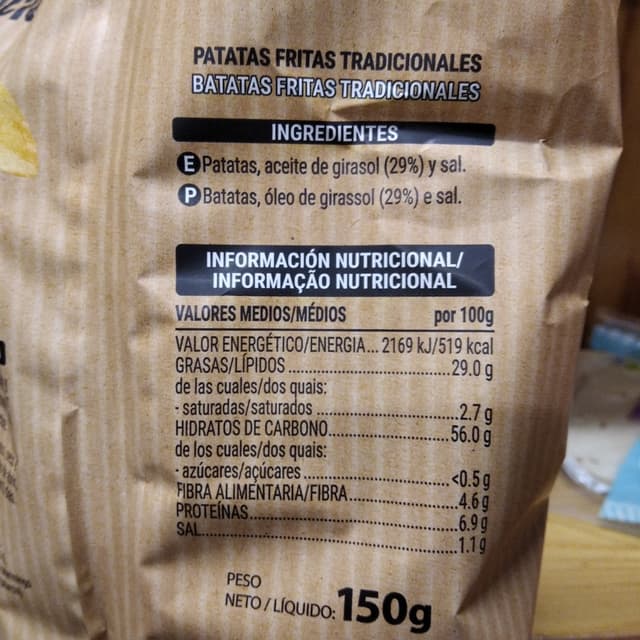 PATATAS FRITAS TRADICIONALES
BATATAS FRITAS TRADICIONALES
INGREDIENTES
E Patatas, aceite de girasol (29%) y sal.
P Batatas, óleo de girassol (29%) e sal.
INFORMACIÓN NUTRICIONAL/
INFORMAÇÃO NUTRICIONAL
VALORES MEDIOS/MÉDIOS por 100g
VALOR ENERGÉTICO/ENERGIA... 2169 kJ/519 kcal
GRASAS/LÍPIDOS ........ 29.0 g
de las cuales/dos quais:
- saturadas/saturados ........ 2.7 g
HIDRATOS DE CARBONO........ 56.0 g
de los cuales/dos quais:
- azúcares/açúcares ........ <0.5 g
FIBRA ALIMENTARIA/FIBRA ........ 4.6 g
PROTEÍNAS........ 6.9 g
SAL........ 1.1 g
PESO
NETO / LÍQUIDO: 150g